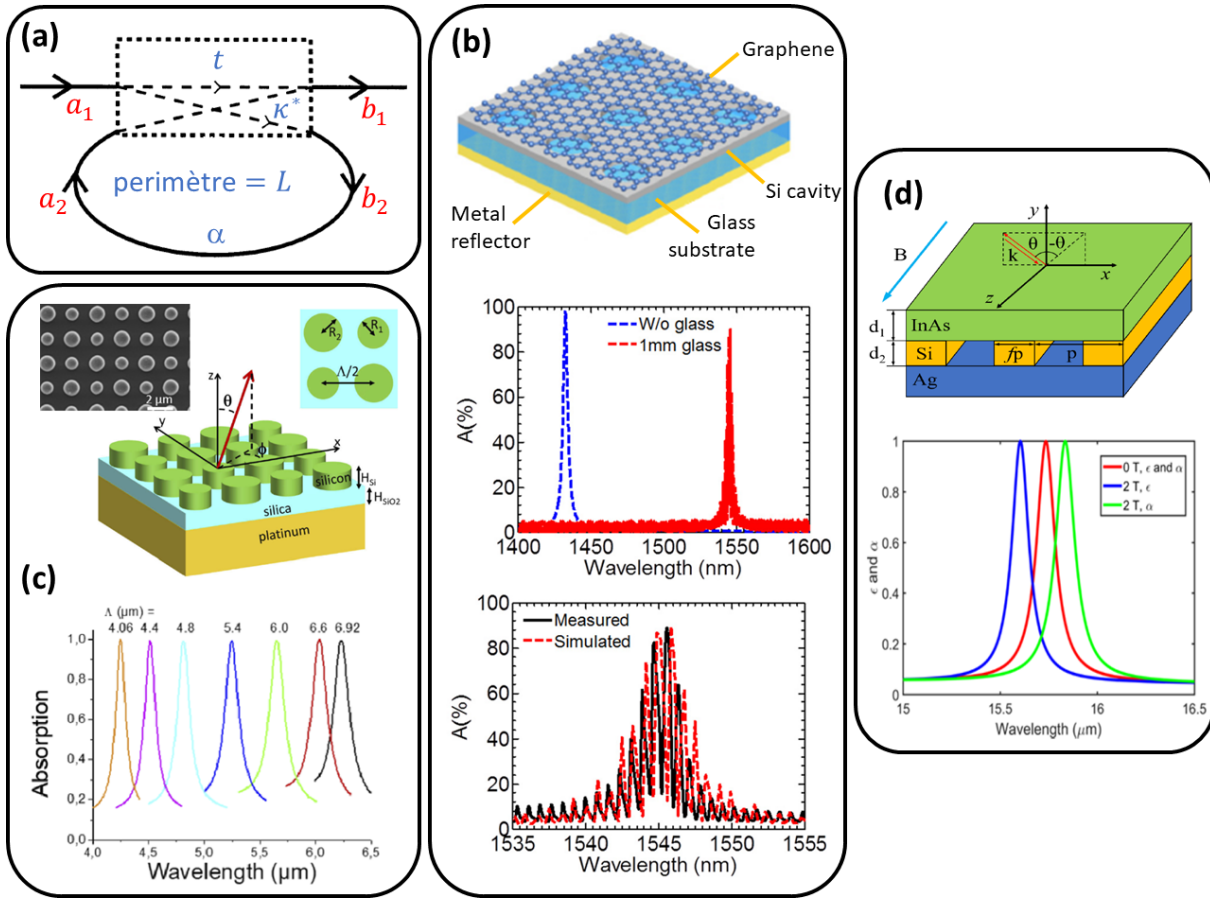 (a)
t
κ*
a₁
b₁
a₂
b₂
perimètre = L
α
(b)
Graphene
Si cavity
Glass
substrate
Metal
reflector
A(%)
100
80
60
40
20
0
W/o glass
1mm glass
1400 1450 1500 1550 1600
Wavelength (nm)
A(%)
100
80
60
40
20
0
Measured
Simulated
1535 1540 1545 1550 1555
Wavelength (nm)
2 μm
R₂
R₁
Λ/2
z
θ
y
x
ϕ
silicon
H_Si
H_SiO2
silica
platinum
(c)
Λ (μm) =
4.06 4.4 4.8 5.4 6.0 6.6 6.92
Absorption
1,0
0,8
0,6
0,4
0,2
0,0
4,0 4,5 5,0 5,5 6,0 6,5
Wavelength (μm)
(d)
y
B
θ
-θ
k
x
z
d₁
InAs
d₂
Si
fp
p
Ag
ϵ and α
1
0.8
0.6
0.4
0.2
0
0 T, ϵ and α
2 T, ϵ
2 T, α
15 15.5 16 16.5
Wavelength (μm)